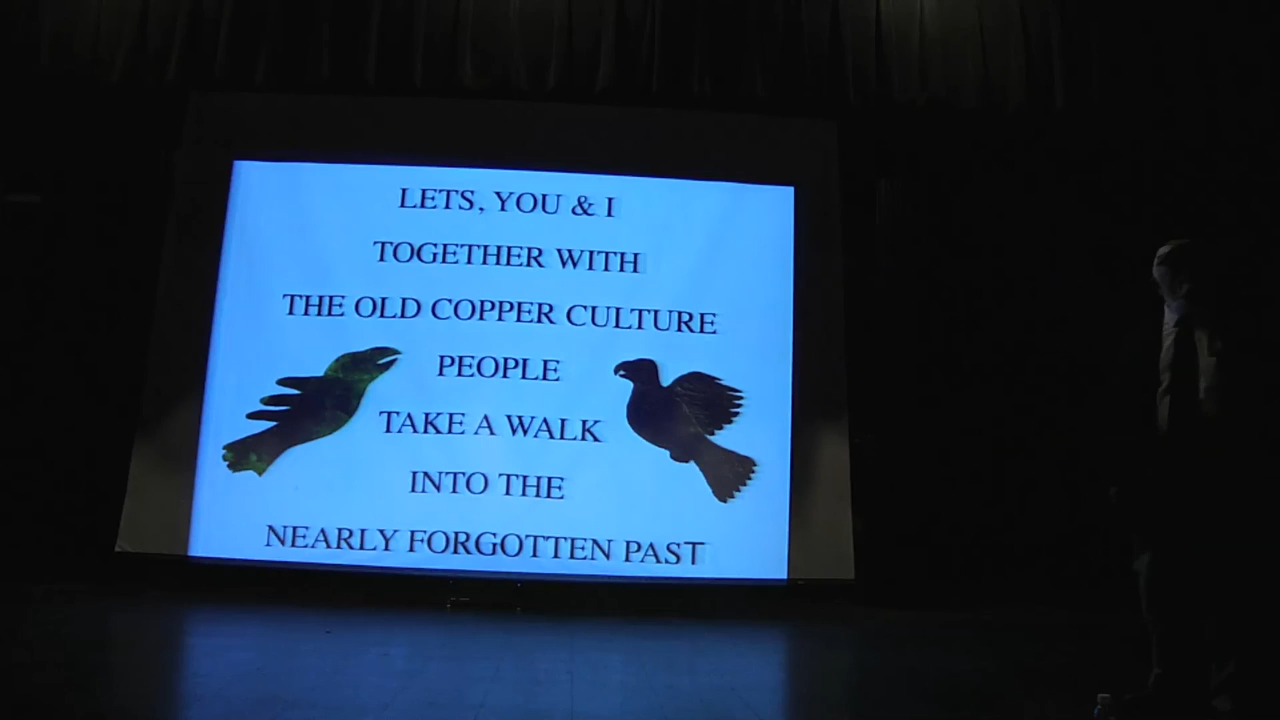 LETS, YOU & I
TOGETHER WITH
THE OLD COPPER CULTURE
PEOPLE
TAKE A WALK
INTO THE
NEARLY FORGOTTEN PAST